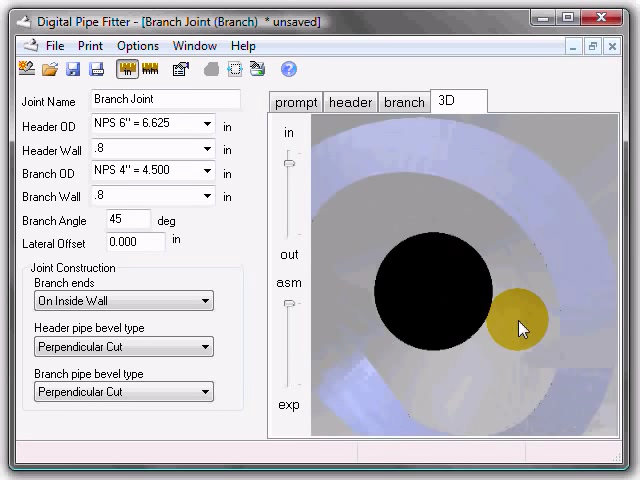 Digital Pipe Fitter - [Branch Joint (Branch)  * unsaved]
File Print Options Window Help
Joint Name Branch Joint
Header OD NPS 6" = 6.625 in
Header Wall .8 in
Branch OD NPS 4" = 4.500 in
Branch Wall .8 in
Branch Angle 45 deg
Lateral Offset 0.000 in
Joint Construction
Branch ends
On Inside Wall
Header pipe bevel type
Perpendicular Cut
Branch pipe bevel type
Perpendicular Cut
prompt header branch 3D
in
out
asm
exp